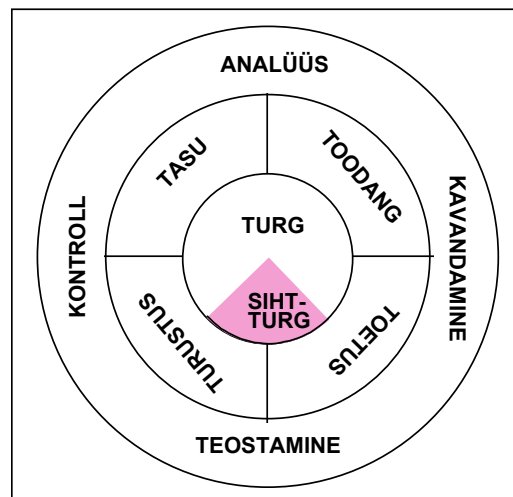 ANALÜÜS
TASU
TOODANG
KONTROLL
TURG
KAVANDAMINE
SIHT-
TURG
TURUSTUS
TOETUS
TEOSTAMINE